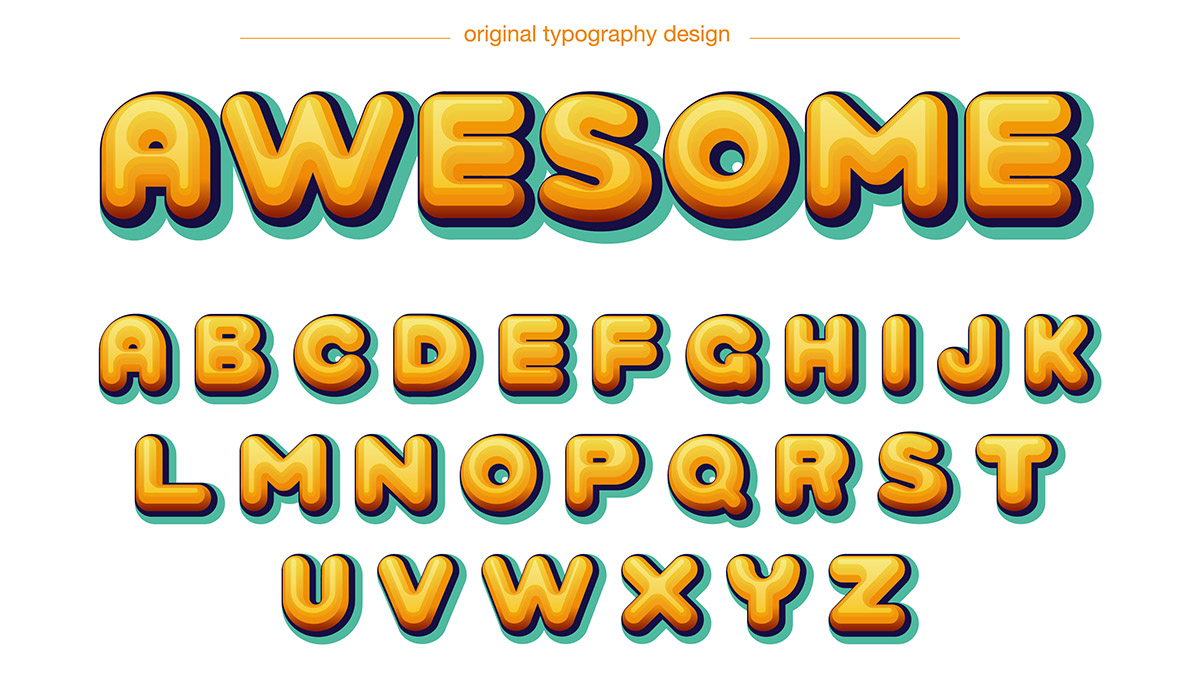 original typography design
AWESOME
ABCDEFGHIJK
LMNOPQRST
UVWXYZ